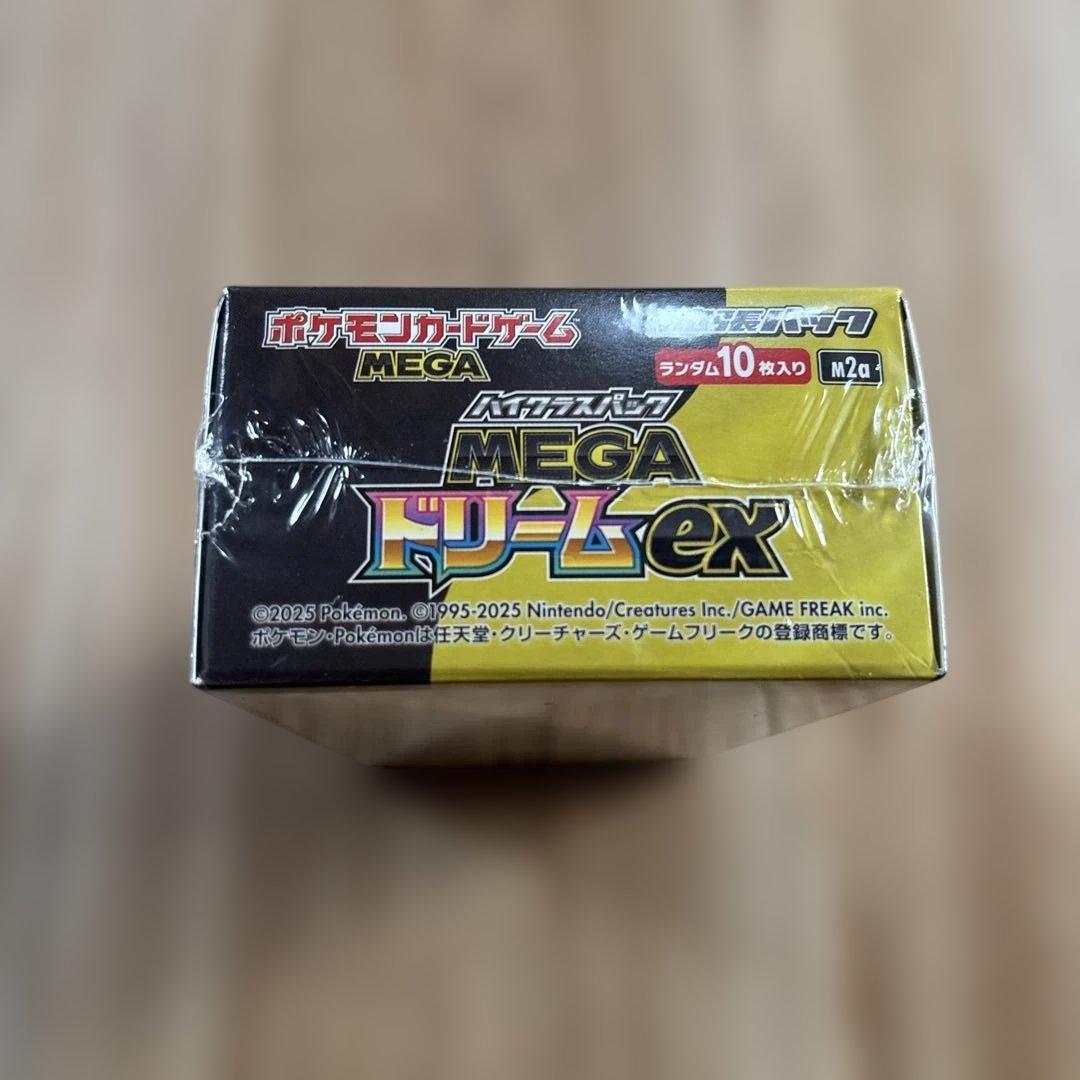 ポケモンカードゲーム
MEGA
張パック
ランダム10枚入り
M2a
ハイクラスパック
MEGA
ドリームex
©2025 Pokémon. ©1995-2025 Nintendo/Creatures Inc./GAME FREAK inc.
ポケモン・Pokémonは任天堂・クリーチャーズ・ゲームフリークの登録商標です。